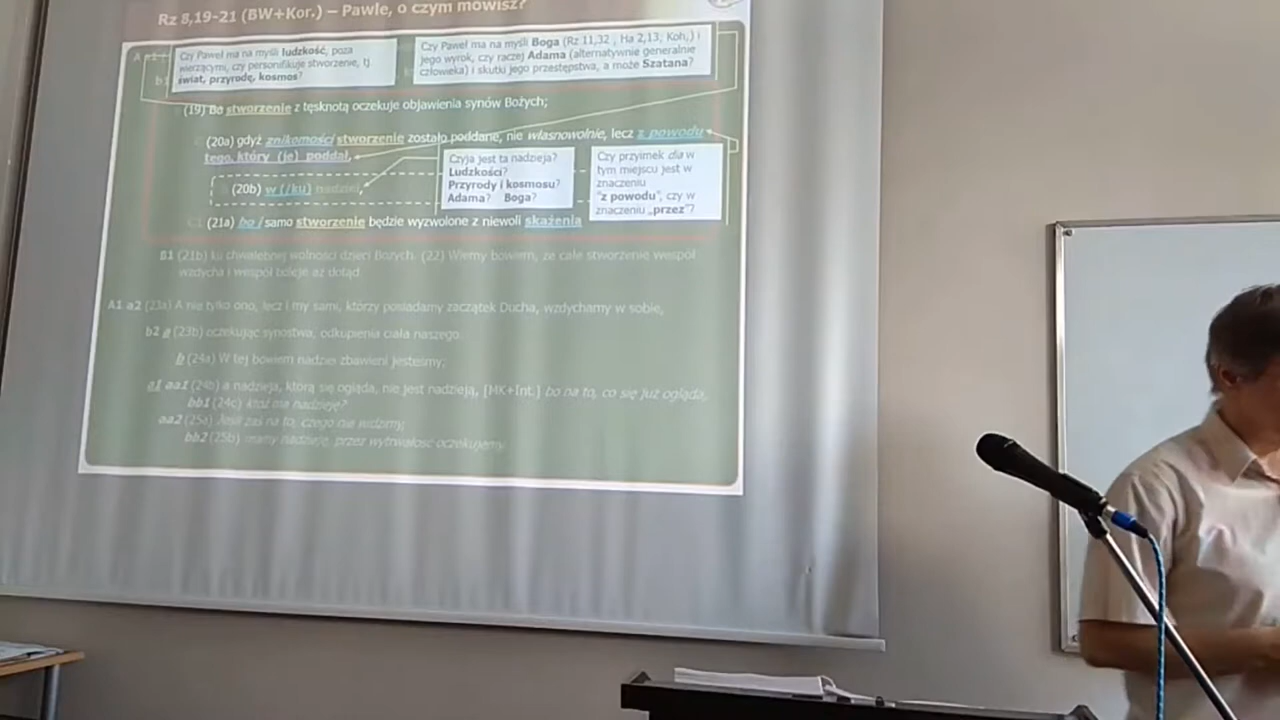 Rz 8,19-21 (BW+Kor.) – Pawle, o czym mówisz?
Czy Paweł ma na myśli ludzkość, poza
wierzącymi, czy personifikuje stworzenie, tj
świat, przyrodę, kosmos?
Czy Paweł ma na myśli Boga (Rz 11,32 , Ha 2,13; Koh,) i
jego wyrok, czy raczej Adama (alternatywnie generalnie
człowieka) i skutki jego przestępstwa, a może Szatana?
(19) Bo stworzenie z tęsknotą oczekuje objawienia synów Bożych;
(20a) gdyż znikomości stworzenie zostało poddane, nie własnowolnie, lecz z powodu
tego, który (je) poddał,
Czyja jest ta nadzieja?
Ludzkości?
Przyrody i kosmosu?
Adama? Boga?
Czy przyimek dia w
tym miejscu jest w
znaczeniu
"z powodu", czy w
znaczeniu „przez"?
(20b) w (/ku) nadziei,
C1 (21a) bo i samo stworzenie będzie wyzwolone z niewoli skażenia
B1 (21b) ku chwalebnej wolności dzieci Bożych. (22) Wiemy bowiem, że całe stworzenie wespół
wzdycha i wespół boleje aż dotąd.
A1 a2 (23a) A nie tylko ono, lecz i my sami, którzy posiadamy zaczątek Ducha, wzdychamy w sobie,
b2 a (23b) oczekując synostwa, odkupienia ciała naszego.
b (24a) W tej bowiem nadziei zbawieni jesteśmy;
a1 aa1 (24b) a nadzieja, którą się ogląda, nie jest nadzieją, [MK+Int.] bo na to, co się już ogląda,
bb1 (24c) któż ma nadzieję?
aa2 (25a) Jeśli zaś na to, czego nie widzimy,
bb2 (25b) mamy nadzieję, przez wytrwałość oczekujemy.